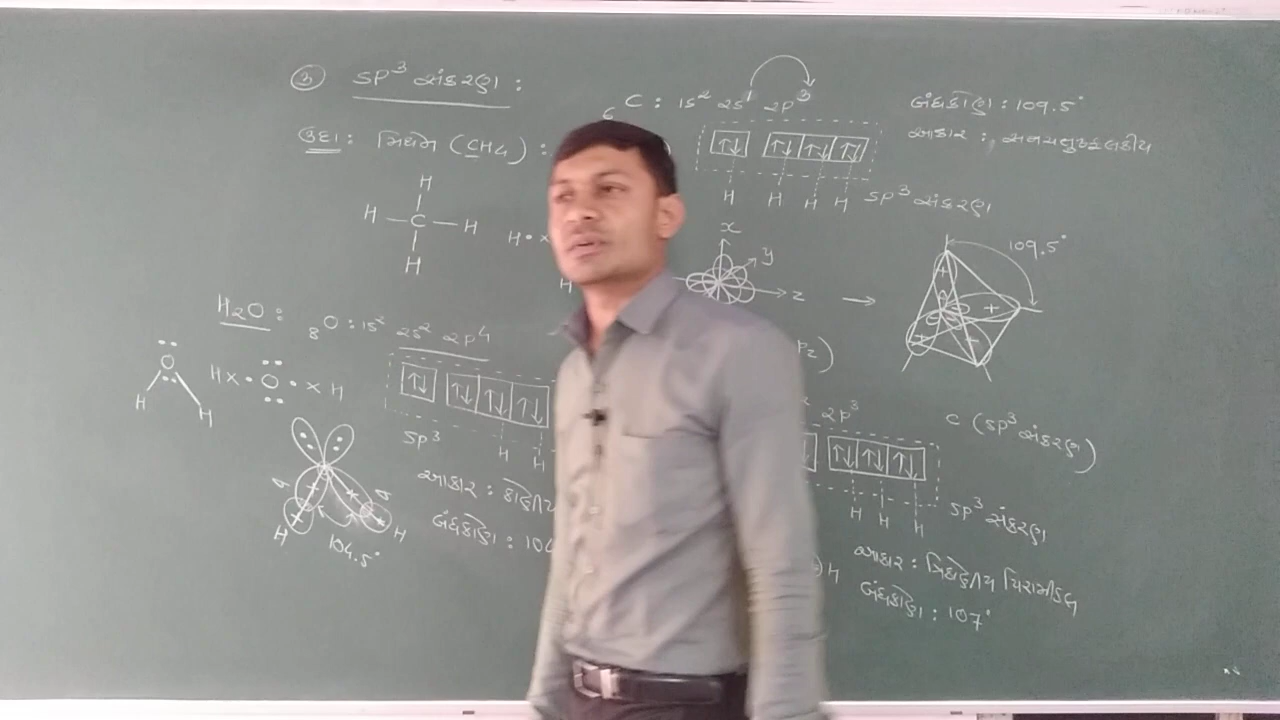 ③ SP³ સંકરણ :
ઉદા : મિથેન (CH₄) :
H
H – C – H
H
H • ×
H
₆C : 1s² 2s¹ 2p³
↑↓ ↑↓ ↑↓ ↑↓
H H H H
SP³ સંકરણ
બંધકોણ : 109.5°
આકાર : સમચતુષ્ફલકીય
x
y
z
→
109.5°
H₂O :
₈O : 1s² 2s² 2p⁴
↑↓ ↑↓ ↑↓ ↑↓
H H
SP³
O
H H
H × • O • × H
σ σ
H H
104.5°
આકાર :
બંધકોણ : 104
Pz)
2p³
C (SP³ સંકરણ)
↑↓ ↑↓ ↑↓
H H H
SP³ સંકરણ
H
આકાર : ત્રિકોણીય પિરામીડલ
બંધકોણ : 107°